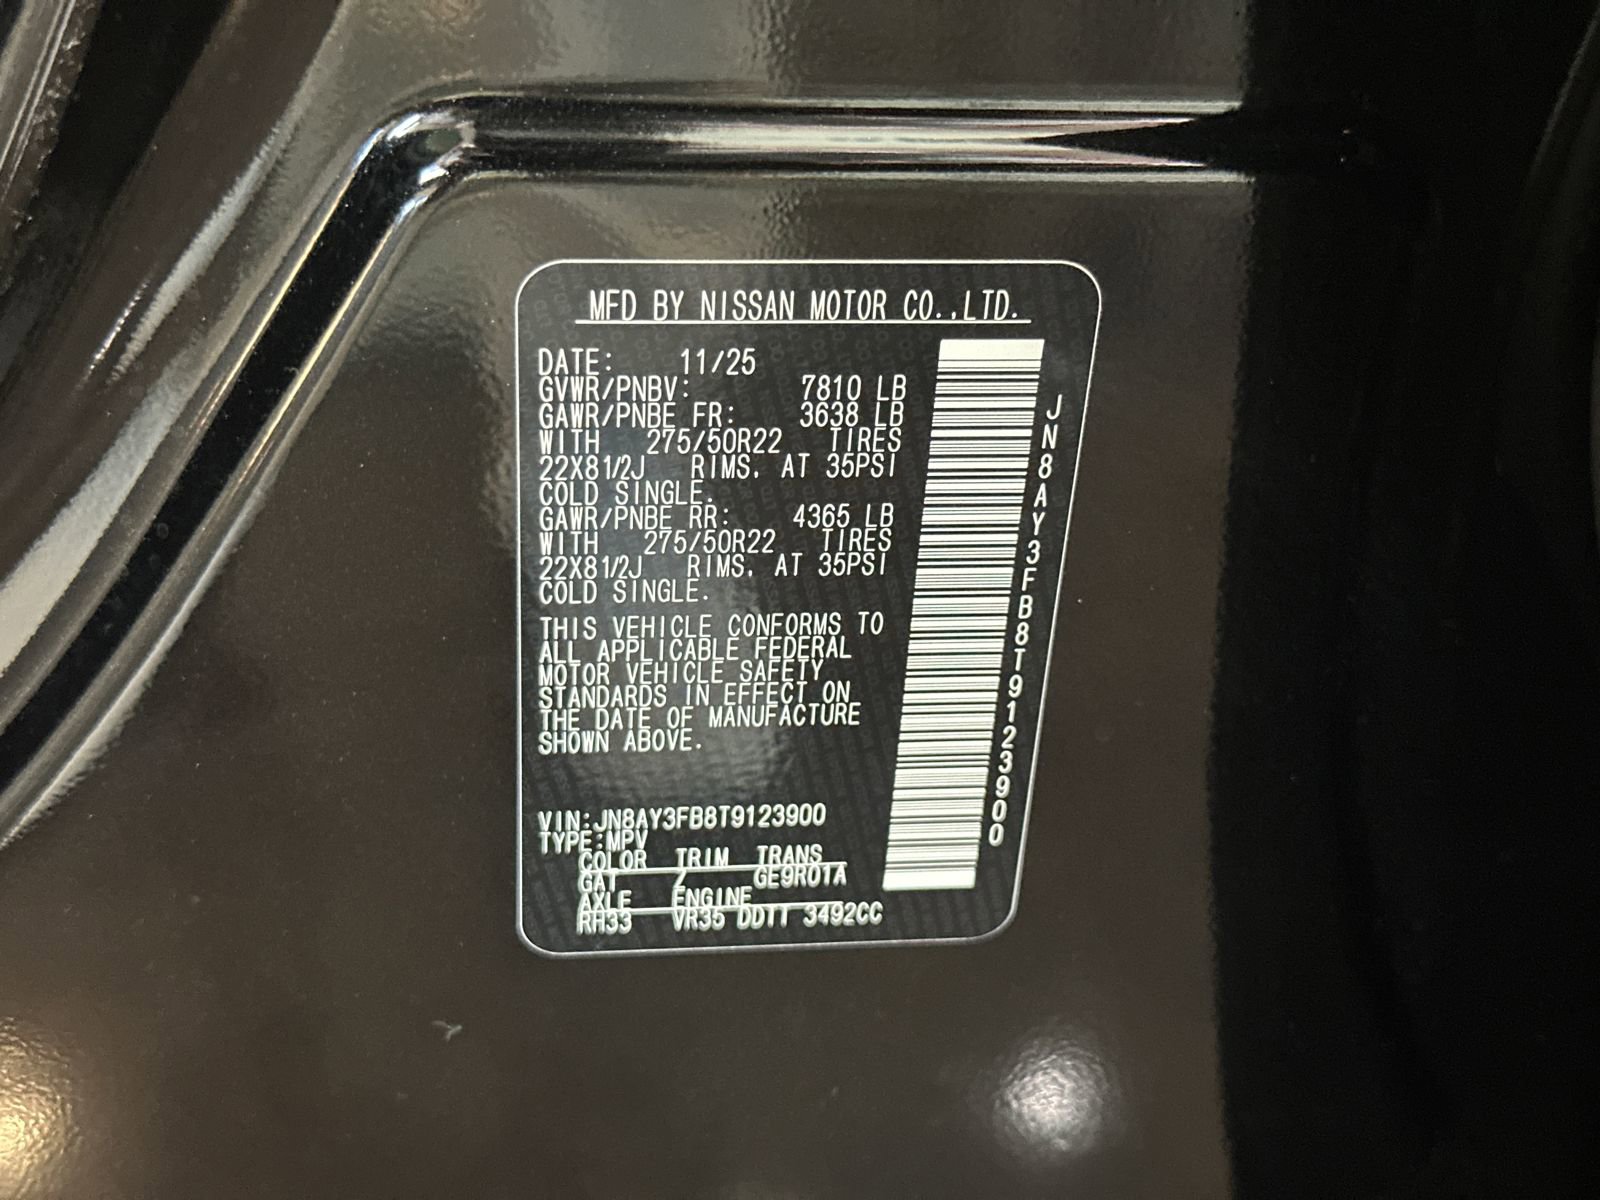 MFD BY NISSAN MOTOR CO.,LTD.
DATE: 11/25
GVWR/PNBV: 7810 LB
GAWR/PNBE FR: 3638 LB
WITH 275/50R22 TIRES
22X81/2J RIMS, AT 35PSI
COLD SINGLE.
GAWR/PNBE RR: 4365 LB
WITH 275/50R22 TIRES
22X81/2J RIMS, AT 35PSI
COLD SINGLE.
THIS VEHICLE CONFORMS TO
ALL APPLICABLE FEDERAL
MOTOR VEHICLE SAFETY
STANDARDS IN EFFECT ON
THE DATE OF MANUFACTURE
SHOWN ABOVE.
VIN:JN8AY3FB8T9123900
TYPE:MPV
COLOR TRIM TRANS
GAT Z GE9R01A
AXLE ENGINE
RH33 VR35 DDTT 3492CC
JN8AY3FB8T9123900